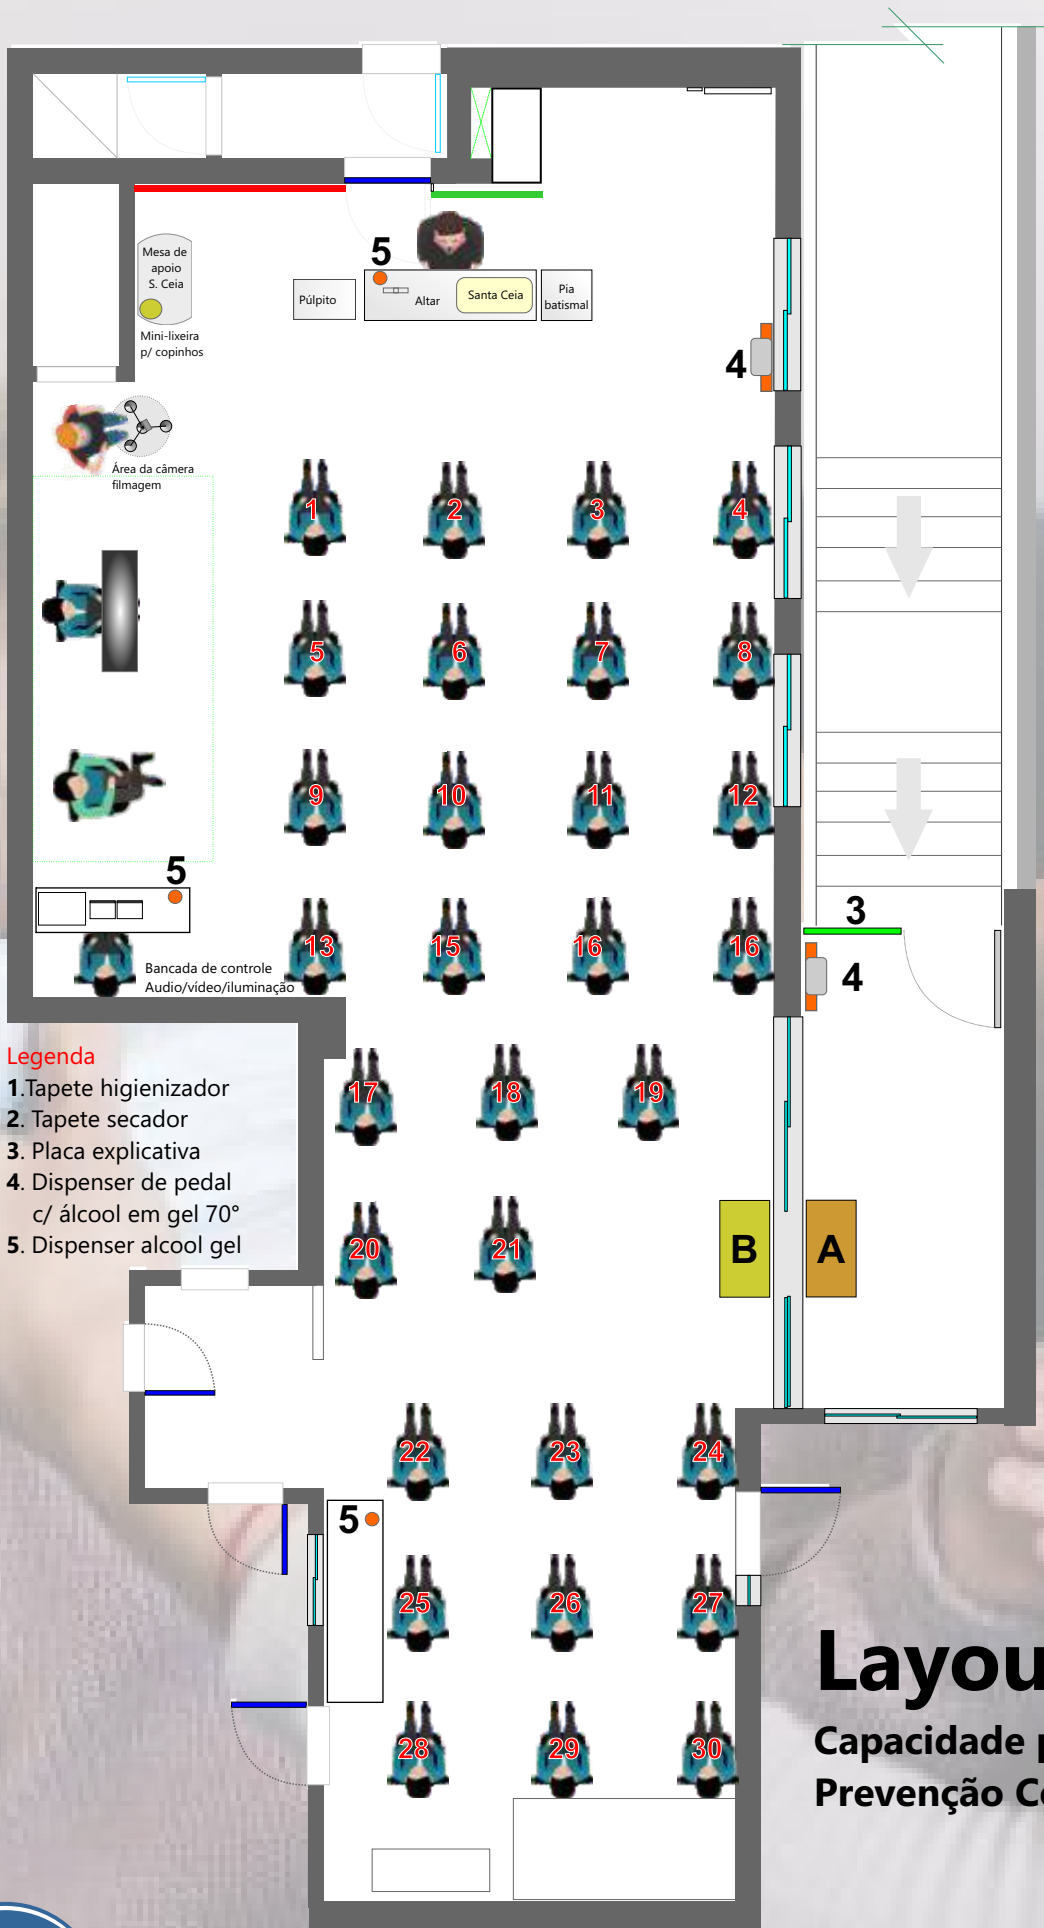 5
Mesa de
apoio
S. Ceia
Púlpito
Altar
Santa Ceia
Pia
batismal
Mini-lixeira
p/ copinhos
4
Área da câmera
filmagem
1
2
3
4
5
6
7
8
9
10
11
12
5
3
13
15
16
16
4
Bancada de controle
Audio/vídeo/iluminação
Legenda
1.Tapete higienizador
2. Tapete secador
3. Placa explicativa
4. Dispenser de pedal
c/ álcool em gel 70°
5. Dispenser alcool gel
17
18
19
20
21
B
A
22
23
24
5
25
26
27
28
29
30
Layou
Capacidade p
Prevenção Co